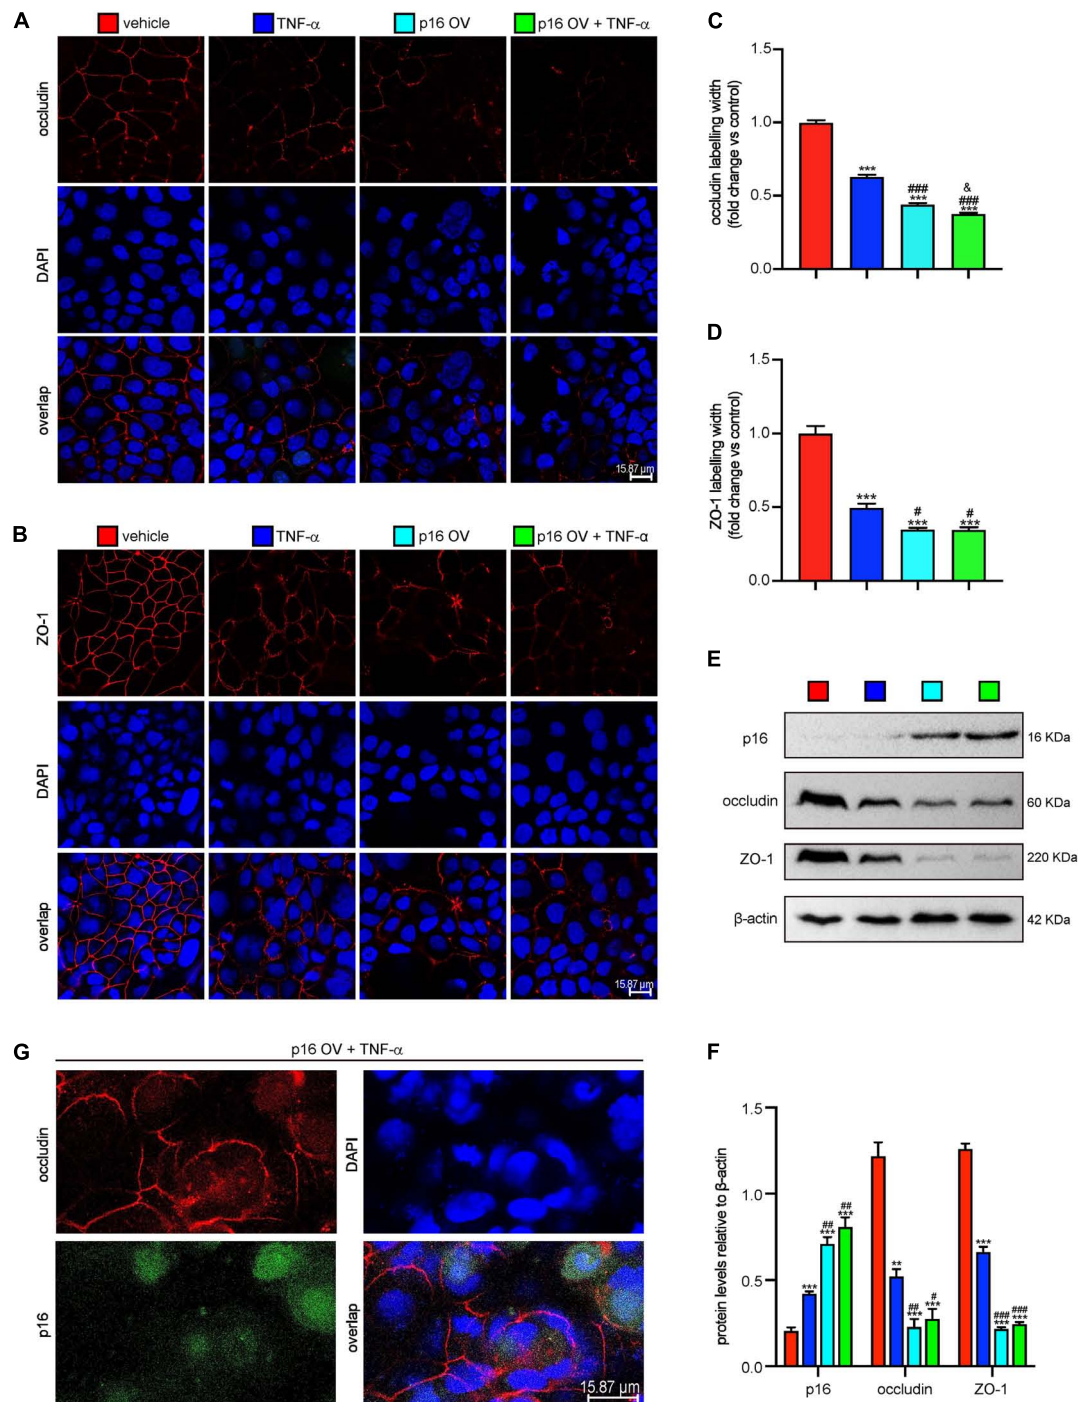 A
vehicle
TNF-α
p16 OV
p16 OV + TNF-α
occludin
DAPI
overlap
15.87 μm
B
vehicle
TNF-α
p16 OV
p16 OV + TNF-α
ZO-1
DAPI
overlap
15.87 μm
C
occludin labelling width
(fold change vs control)
1.5
1.0
0.5
0.0
***
###
***
&
###
***
D
ZO-1 labelling width
(fold change vs control)
1.5
1.0
0.5
0.0
***
#
***
#
***
E
p16
16 KDa
occludin
60 KDa
ZO-1
220 KDa
β-actin
42 KDa
G
p16 OV + TNF-α
occludin
DAPI
p16
overlap
15.87 μm
F
protein levels relative to β-actin
1.5
1.0
0.5
0.0
***
##
***
##
***
**
##
***
#
***
***
###
***
###
***
p16
occludin
ZO-1